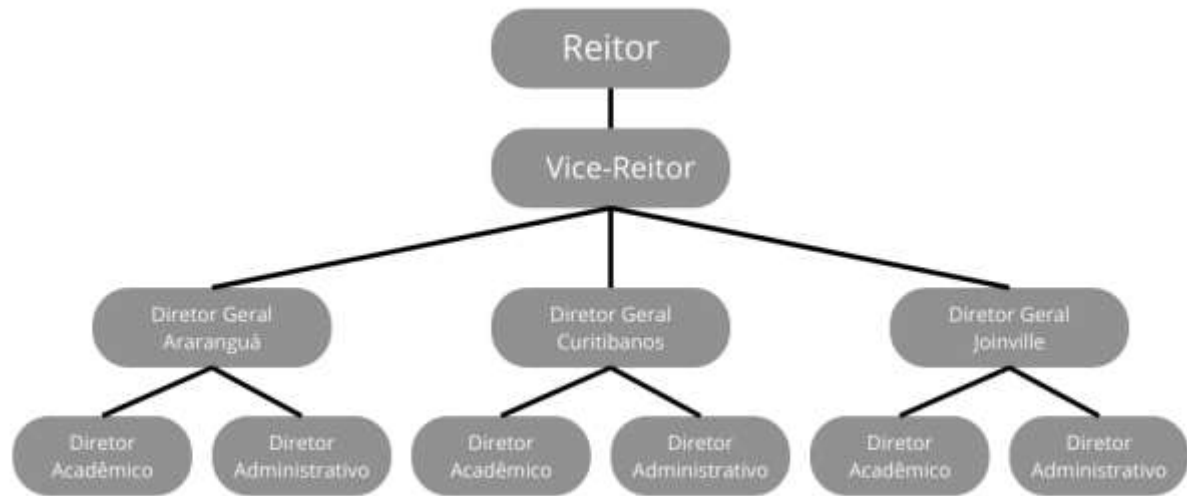 Reitor
Vice-Reitor
Diretor Geral
Araranguá
Diretor Geral
Curitibanos
Diretor Geral
Joinville
Diretor
Acadêmico
Diretor
Administrativo
Diretor
Acadêmico
Diretor
Administrativo
Diretor
Acadêmico
Diretor
Administrativo